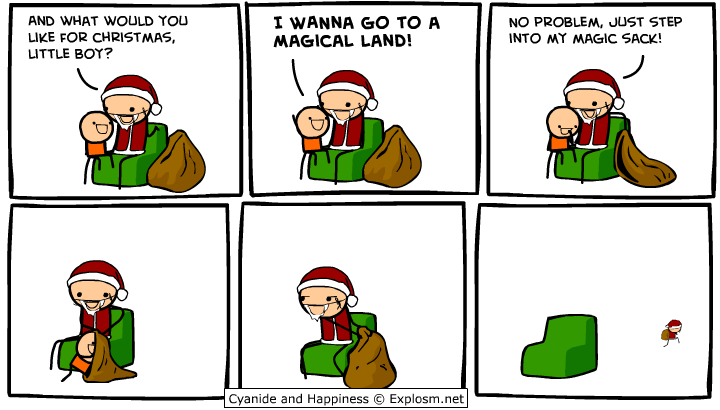 AND WHAT WOULD YOU
LIKE FOR CHRISTMAS,
LITTLE BOY?
I WANNA GO TO A
MAGICAL LAND!
NO PROBLEM, JUST STEP
INTO MY MAGIC SACK!
Cyanide and Happiness © Explosm.net